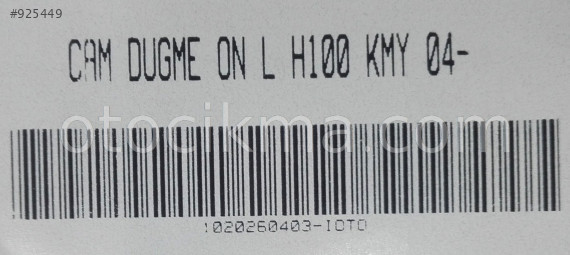 #925449
CAM DUGME ON L H100 KMY 04-
otocikma.com
1020260403-IOTO